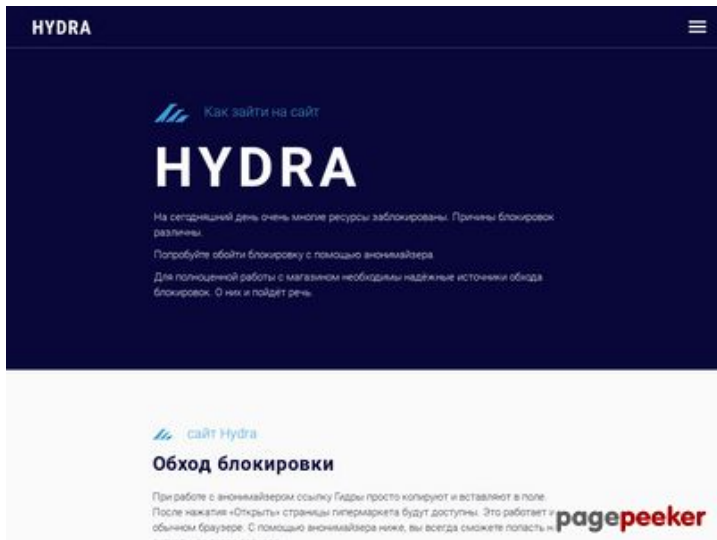 HYDRA
Как зайти на сайт
HYDRA
На сегодняшний день очень многие ресурсы заблокированы. Причины блокировок
различны.
Попробуйте обойти блокировку с помощью анонимайзера
Для полноценной работы с магазином необходимы надёжные источники обхода
блокировок. О них и пойдёт речь.
сайт Hydra
Обход блокировки
При работе с анонимайзером ссылку Гидры просто копируют и вставляют в поле.
После нажатия «Открыть» страницы гипермаркета будут доступны. Это работает
обычном браузере. С помощью анонимайзера ниже, вы всегда сможете попасть
pagepeeker